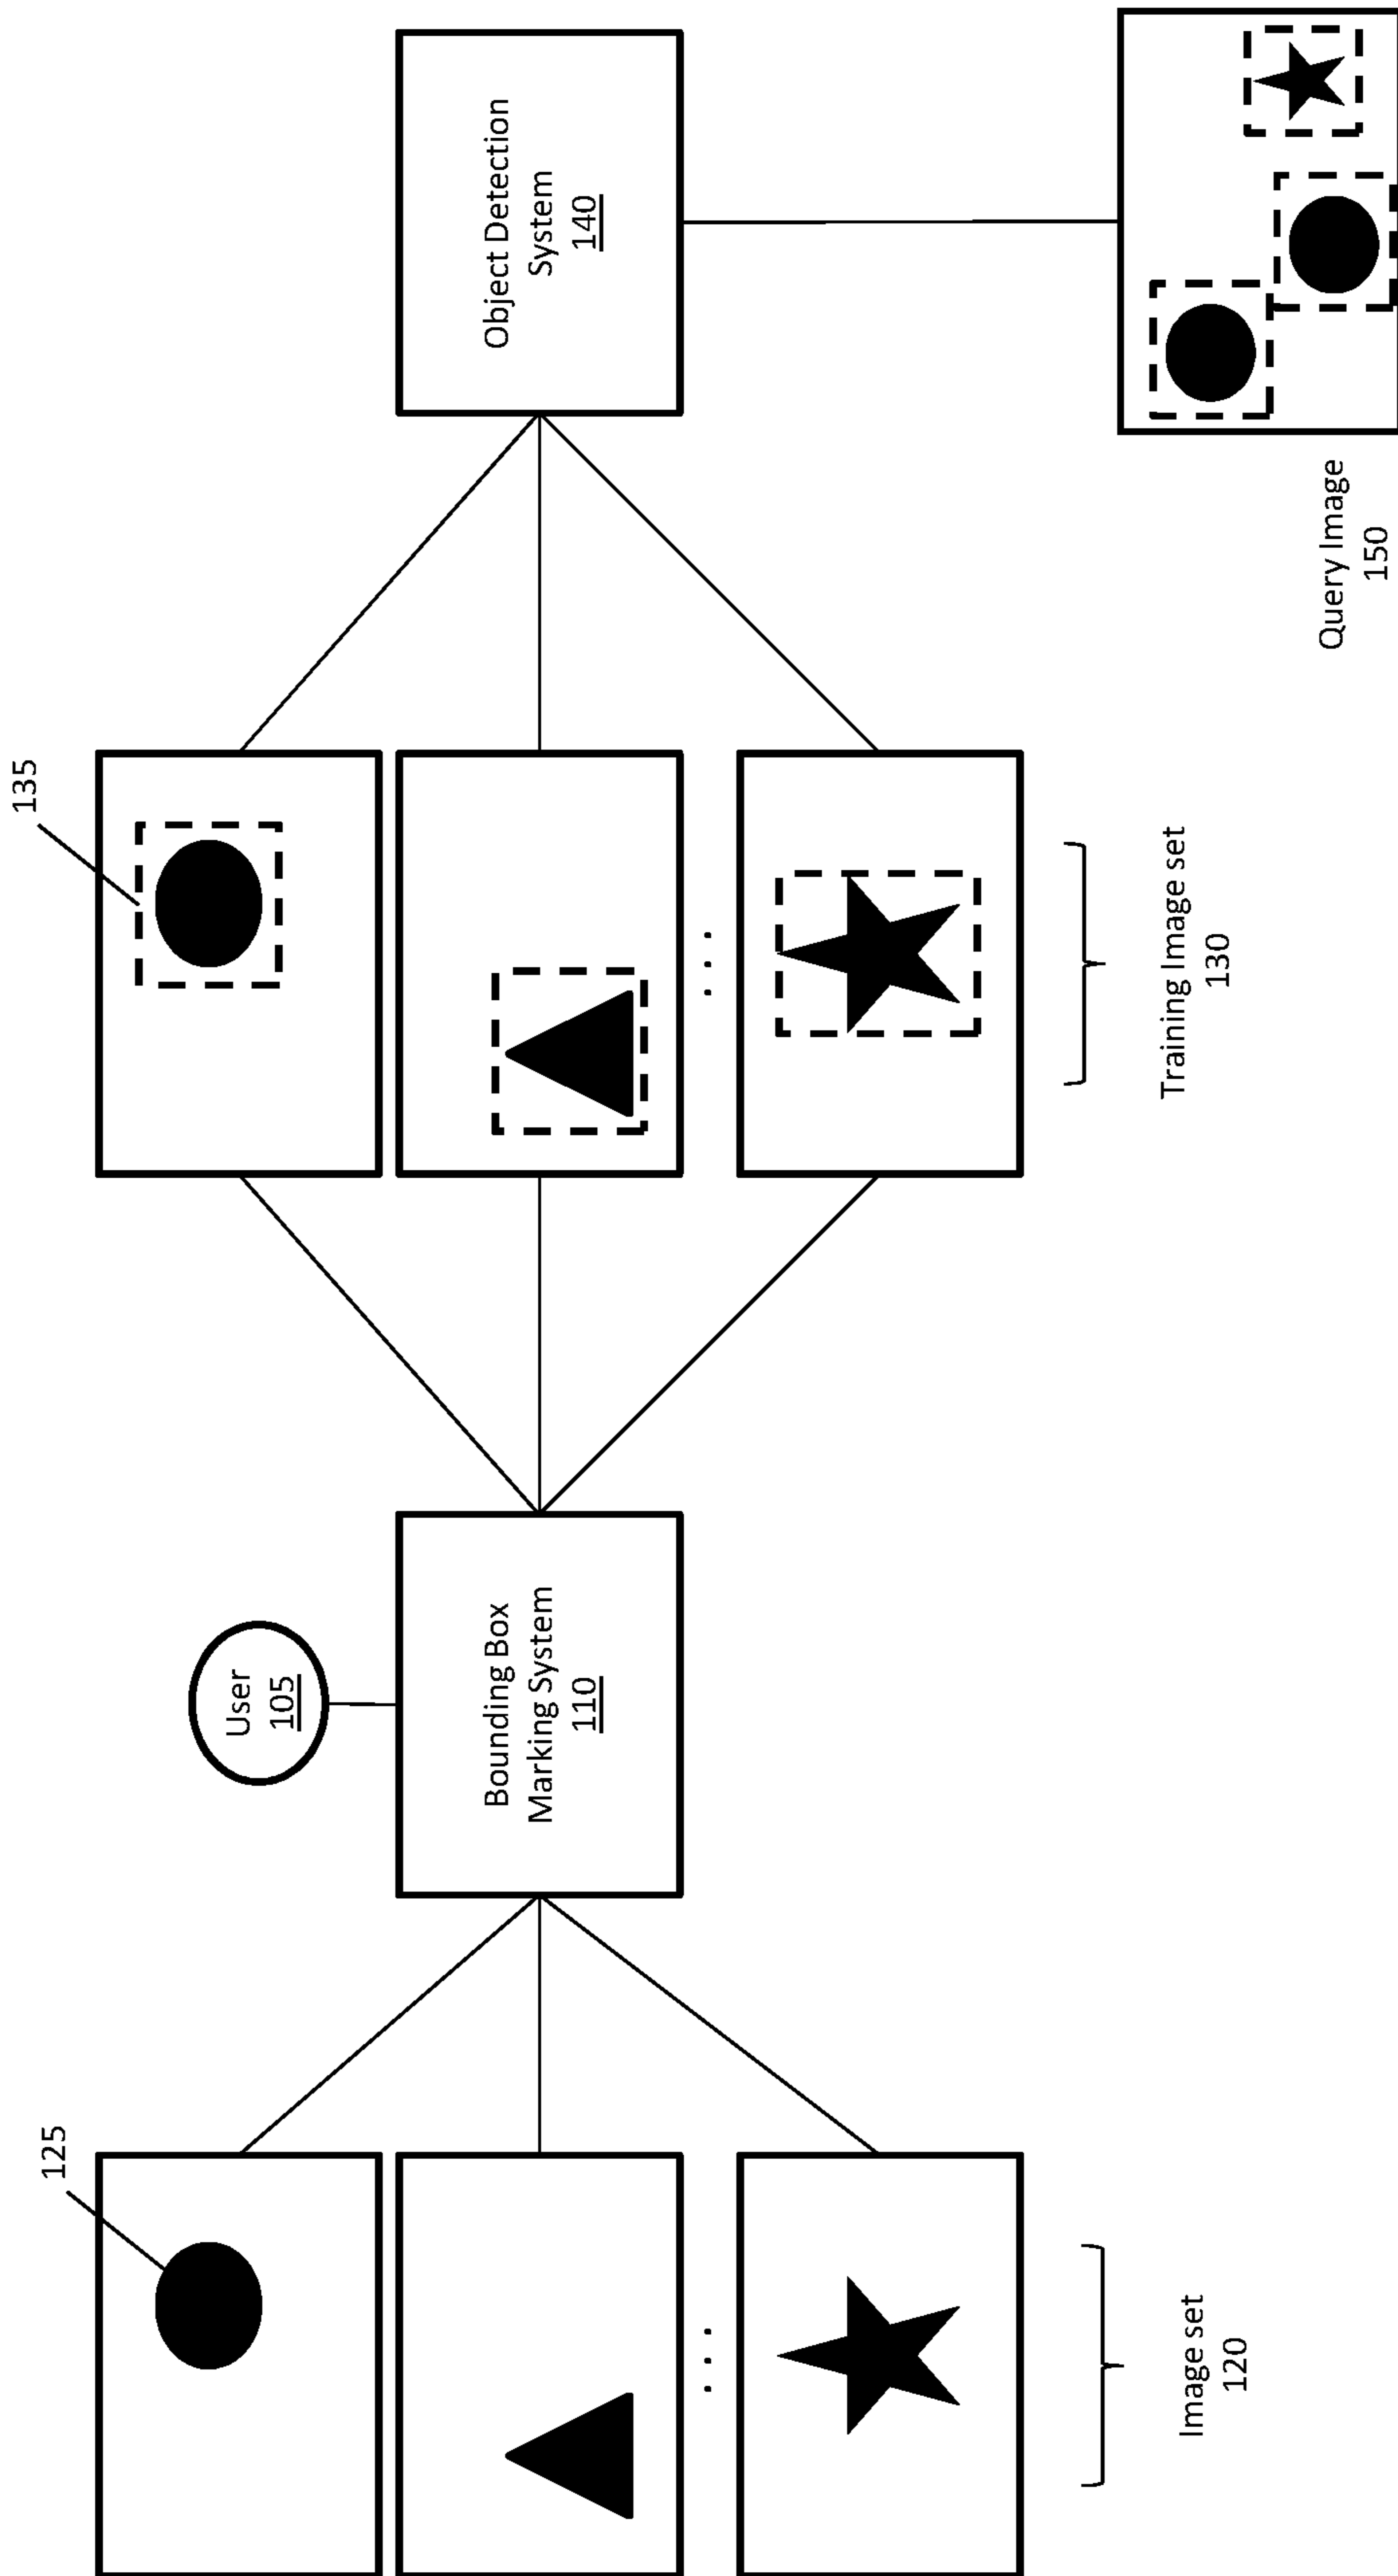 125
Image set
120
User
105
Bounding Box
Marking System
110
135
Training Image set
130
Object Detection
System
140
Query Image
150